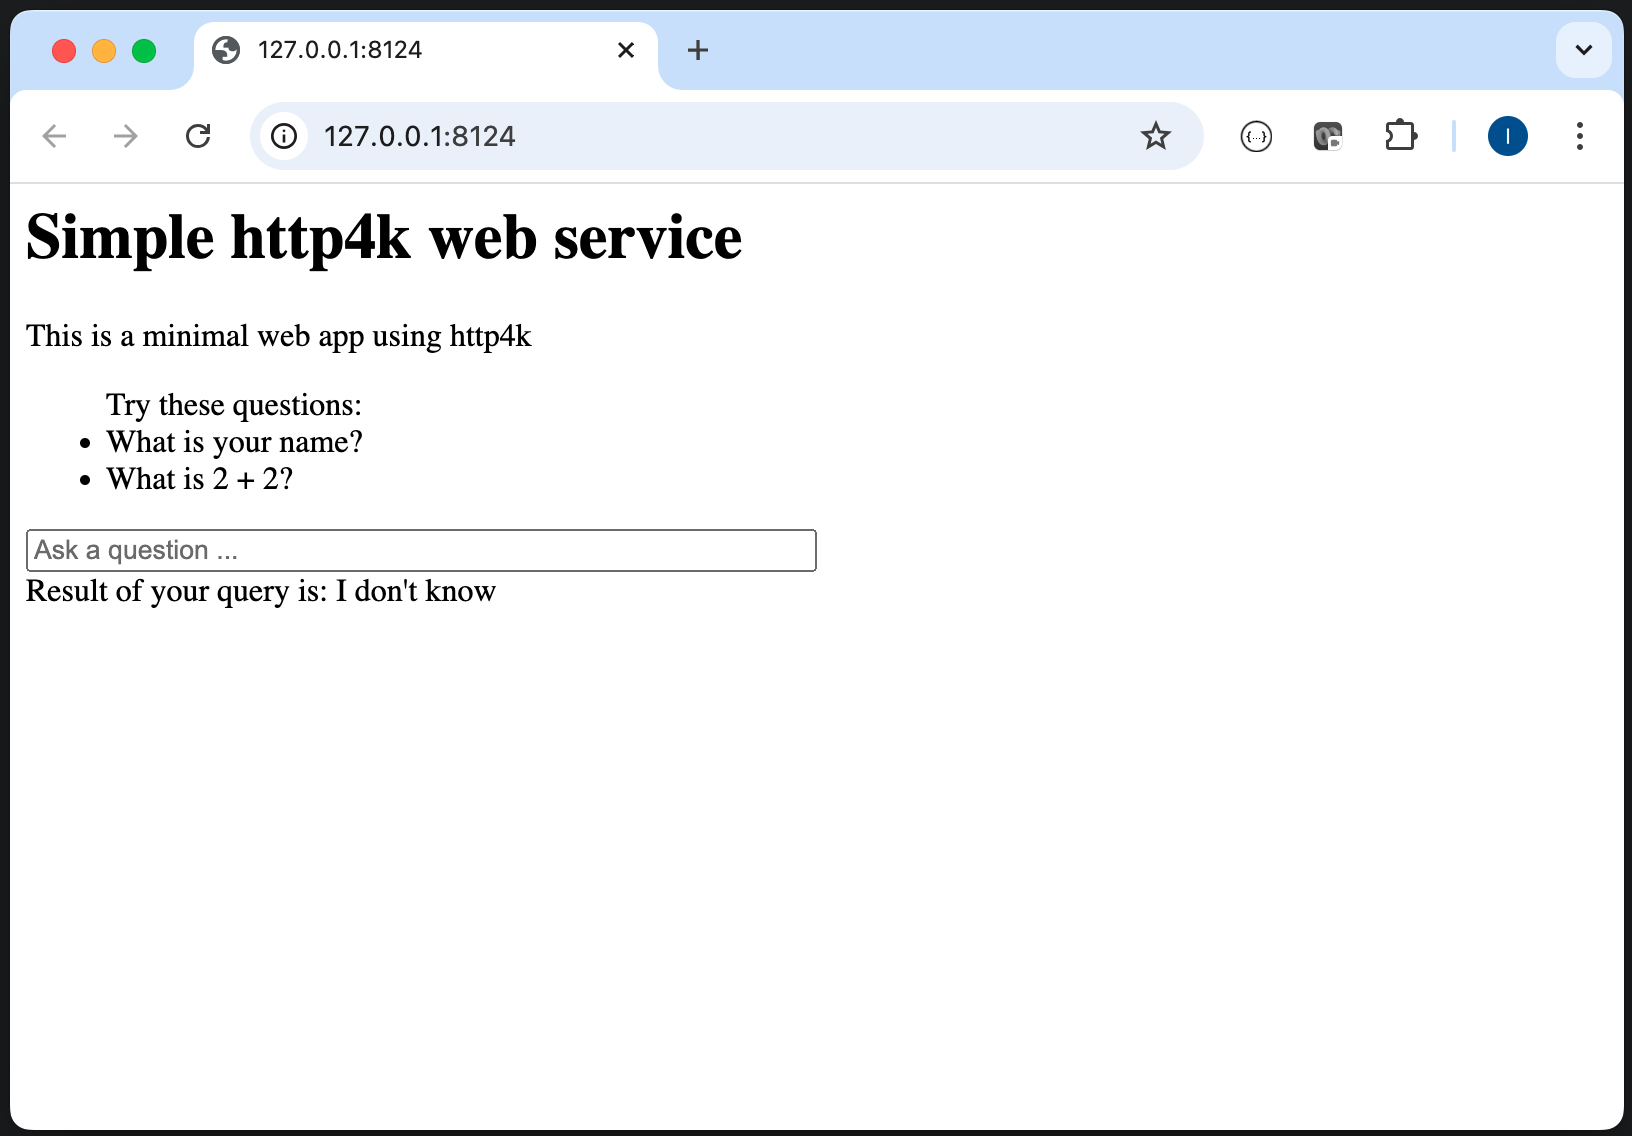 127.0.0.1:8124
127.0.0.1:8124
{...}
I
Simple http4k web service
This is a minimal web app using http4k
Try these questions:
What is your name?
What is 2 + 2?
Ask a question ...
Result of your query is: I don't know